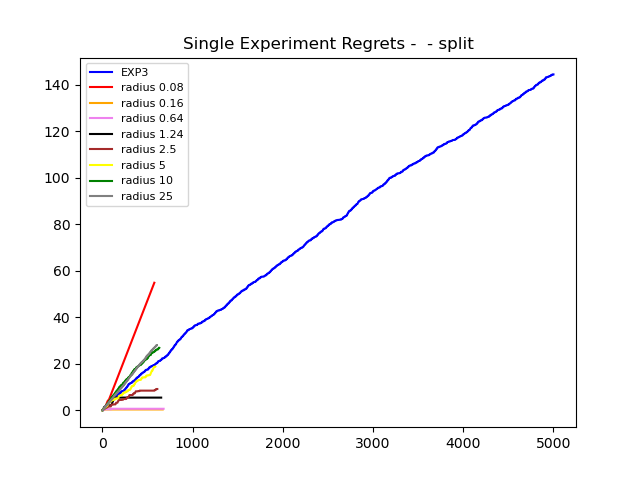 Single Experiment Regrets -  - split
EXP3
radius 0.08
radius 0.16
radius 0.64
radius 1.24
radius 2.5
radius 5
radius 10
radius 25
140
120
100
80
60
40
20
0
0 1000 2000 3000 4000 5000